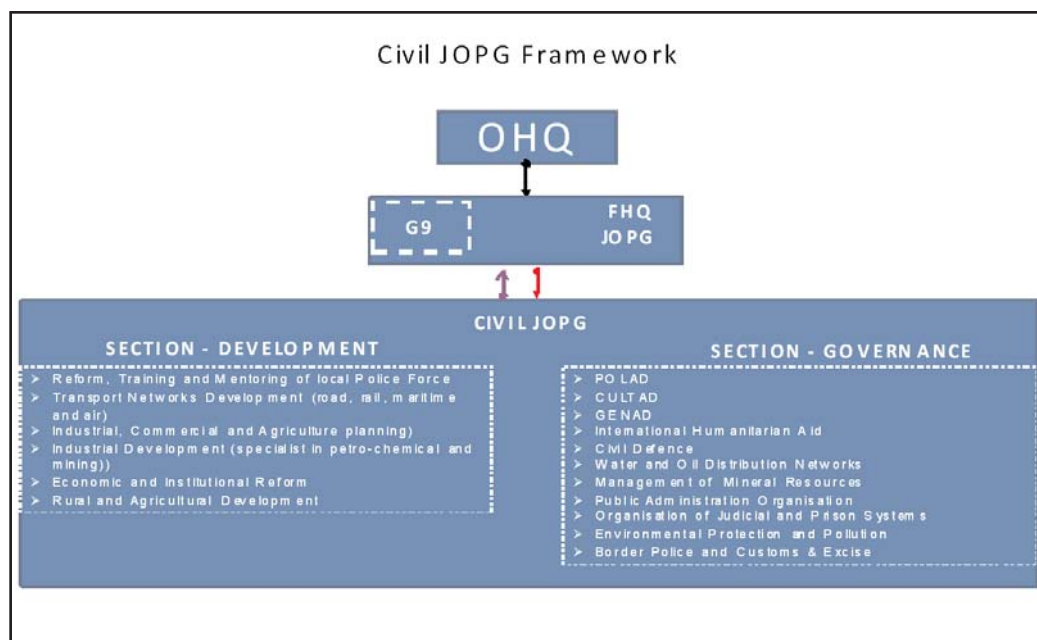 Civil JOPG Framework
OHQ
G9
FHQ
JOPG
CIVIL JOPG
SECTION - DEVELOPMENT
➢ Reform, Training and Mentoring of local Police Force
➢ Transport Networks Development (road, rail, maritime
and air)
➢ Industrial, Commercial and Agriculture planning)
➢ Industrial Development (specialist in petro-chemical and
mining))
➢ Economic and Institutional Reform
➢ Rural and Agricultural Development
SECTION - GOVERNANCE
➢ POLAD
➢ CULTAD
➢ GENAD
➢ International Humanitarian Aid
➢ Civil Defence
➢ Water and Oil Distribution Networks
➢ Management of Mineral Resources
➢ Public Administration Organisation
➢ Organisation of Judicial and Prison Systems
➢ Environmental Protection and Pollution
➢ Border Police and Customs & Excise